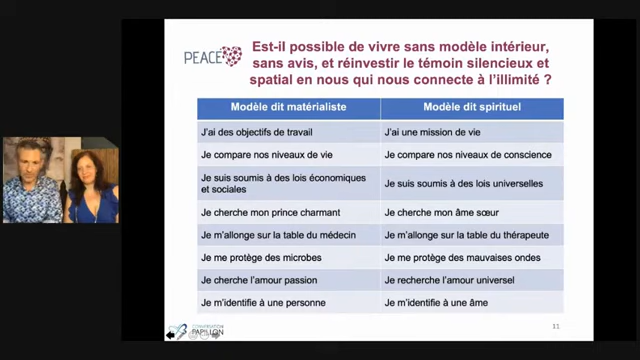 PEACE
Est-il possible de vivre sans modèle intérieur,
sans avis, et réinvestir le témoin silencieux et
spatial en nous qui nous connecte à l'illimité ?
Modèle dit matérialiste
Modèle dit spirituel
J'ai des objectifs de travail
J'ai une mission de vie
Je compare nos niveaux de vie
Je compare nos niveaux de conscience
Je suis soumis à des lois économiques
et sociales
Je suis soumis à des lois universelles
Je cherche mon prince charmant
Je cherche mon âme sœur
Je m'allonge sur la table du médecin
Je m'allonge sur la table du thérapeute
Je me protège des microbes
Je me protège des mauvaises ondes
Je cherche l'amour passion
Je recherche l'amour universel
Je m'identifie à une personne
Je m'identifie à une âme
PAPILLON
11